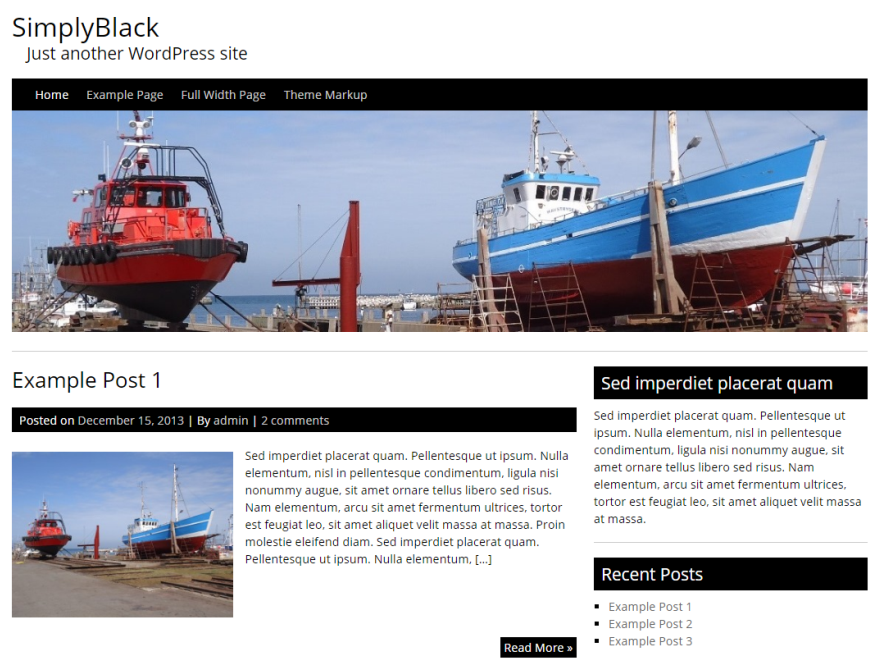 SimplyBlack
Just another WordPress site
Home Example Page Full Width Page Theme Markup
Example Post 1
Posted on December 15, 2013 | By admin | 2 comments
Sed imperdiet placerat quam. Pellentesque ut ipsum. Nulla
elementum, nisl in pellentesque condimentum, ligula nisi
nonummy augue, sit amet ornare tellus libero sed risus.
Nam elementum, arcu sit amet fermentum ultrices, tortor
est feugiat leo, sit amet aliquet velit massa at massa. Proin
molestie eleifend diam. Sed imperdiet placerat quam.
Pellentesque ut ipsum. Nulla elementum, [...]
Read More »
Sed imperdiet placerat quam
Sed imperdiet placerat quam. Pellentesque ut
ipsum. Nulla elementum, nisl in pellentesque
condimentum, ligula nisi nonummy augue, sit
amet ornare tellus libero sed risus. Nam
elementum, arcu sit amet fermentum ultrices,
tortor est feugiat leo, sit amet aliquet velit massa
at massa.
Recent Posts
Example Post 1
Example Post 2
Example Post 3